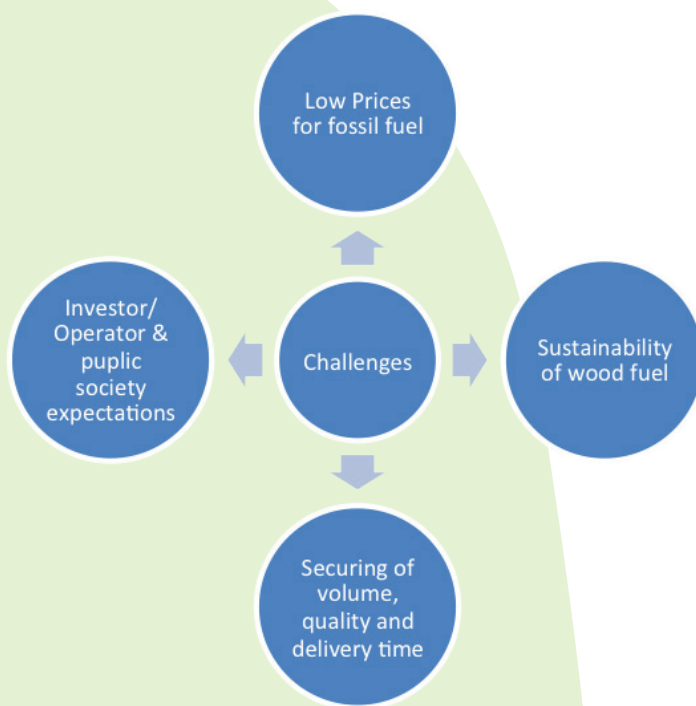 Low Prices
for fossil fuel
Investor/
Operator &
puplic
society
expectations
Challenges
Sustainability
of wood fuel
Securing of
volume,
quality and
delivery time